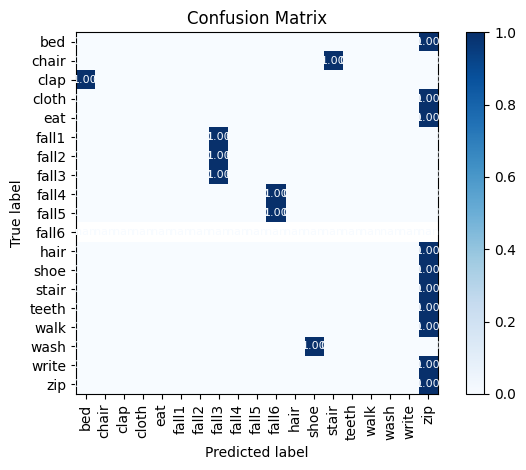 Confusion Matrix
bed 1.00
chair 1.00
clap 1.00
cloth 1.00
eat 1.00
fall1 1.00
fall2 1.00
fall3 1.00
fall4 1.00
fall5 1.00
fall6
hair 1.00
shoe 1.00
stair 1.00
teeth 1.00
walk 1.00
wash 1.00
write 1.00
zip 1.00
True label
bed
chair
clap
cloth
eat
fall1
fall2
fall3
fall4
fall5
fall6
hair
shoe
stair
teeth
walk
wash
write
zip
Predicted label
1.0
0.8
0.6
0.4
0.2
0.0